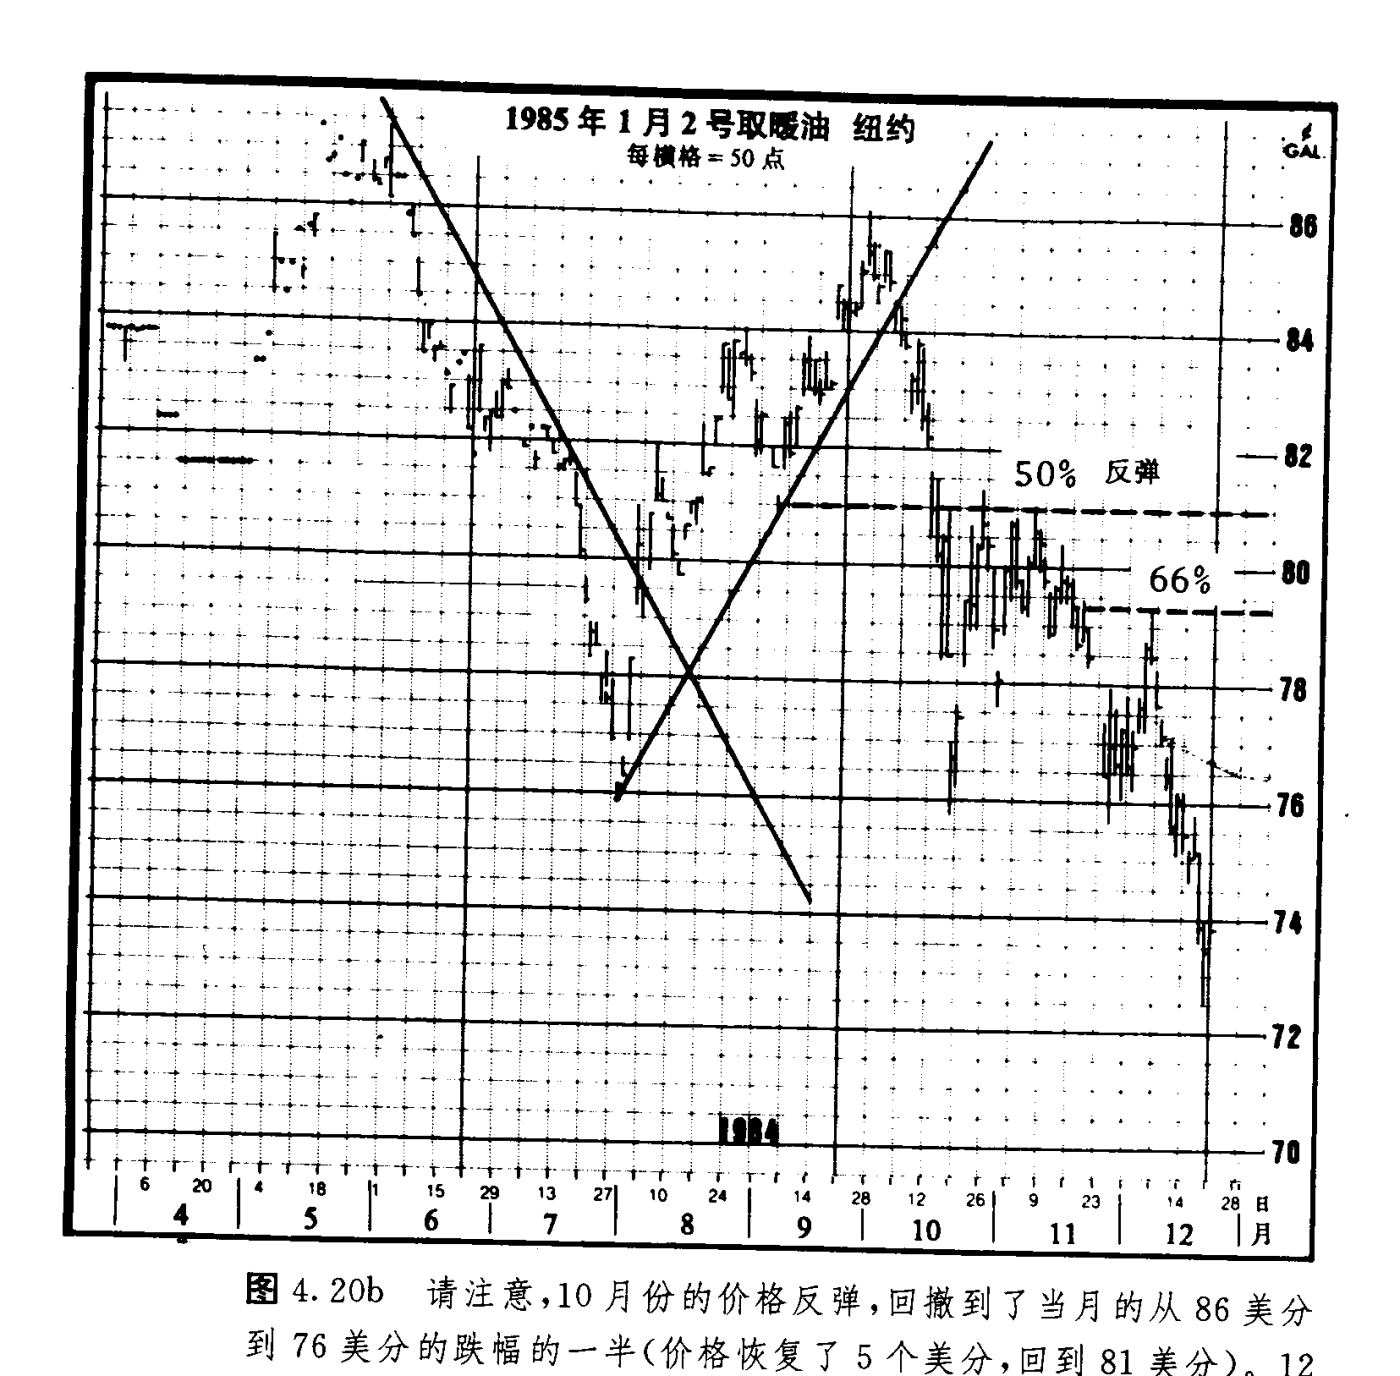 1985年1月2号取暖油 纽约
每横格=50点
¢
GAL.
86
84
82
50% 反弹
80
66%
78
76
74
72
1984
70
6 20 4 18 1 15 29 13 27 10 24 14 28 12 26 9 23 14 28 日
4 5 6 7 8 9 10 11 12 月
图 4.20b 请注意,10月份的价格反弹,回撤到了当月的从86美分
到76美分的跌幅的一半(价格恢复了5个美分,回到81美分)。12